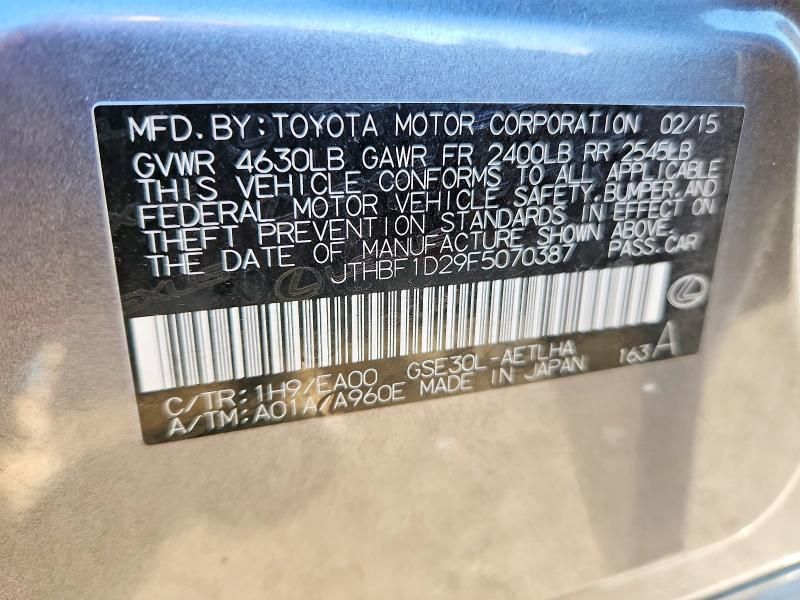 MFD. BY: TOYOTA MOTOR CORPORATION 02/15
GVWR 4630LB GAWR FR 2400LB RR 2545LB
THIS VEHICLE CONFORMS TO ALL APPLICABLE
FEDERAL MOTOR VEHICLE SAFETY, BUMPER, AND
THEFT PREVENTION STANDARDS IN EFFECT ON
THE DATE OF MANUFACTURE SHOWN ABOVE.
JTHBF1D29F5070387 PASS. CAR
C/TR: 1H9/EA00 GSE30L-AETLHA 163 A
A/TM: A01A/A960E MADE IN JAPAN